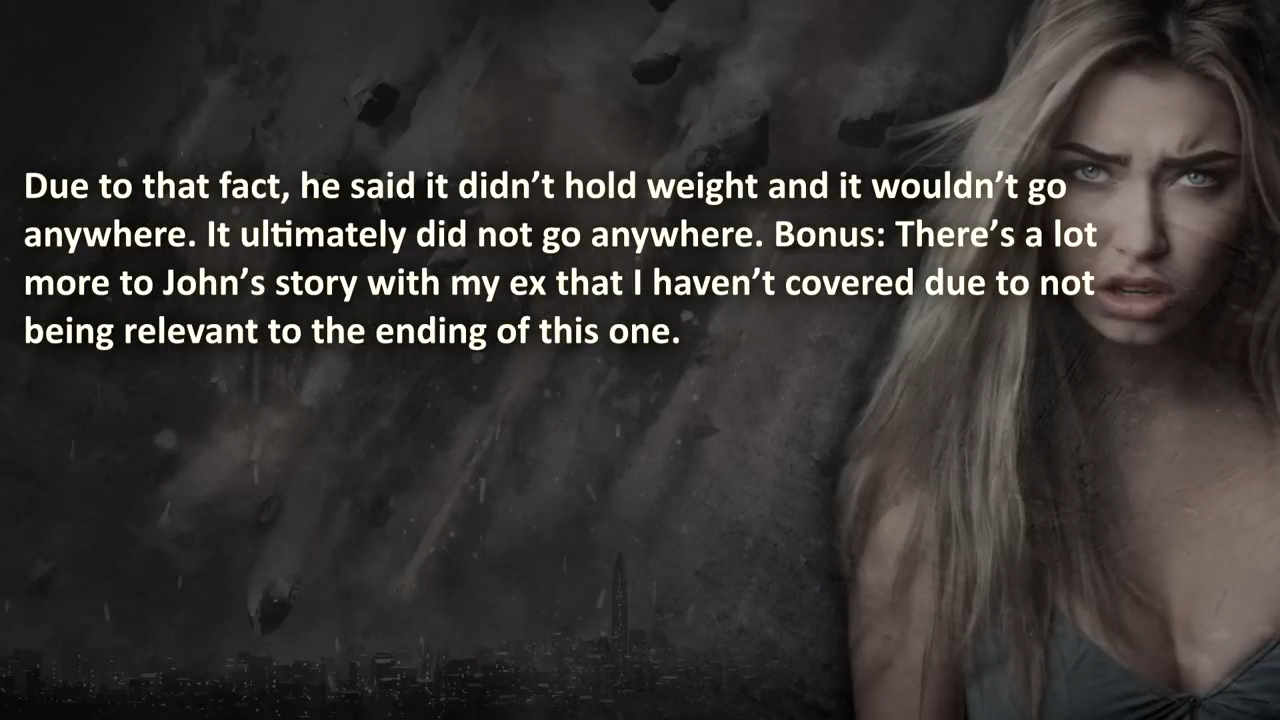 Due to that fact, he said it didn’t hold weight and it wouldn’t go
anywhere. It ultimately did not go anywhere. Bonus: There’s a lot
more to John’s story with my ex that I haven’t covered due to not
being relevant to the ending of this one.